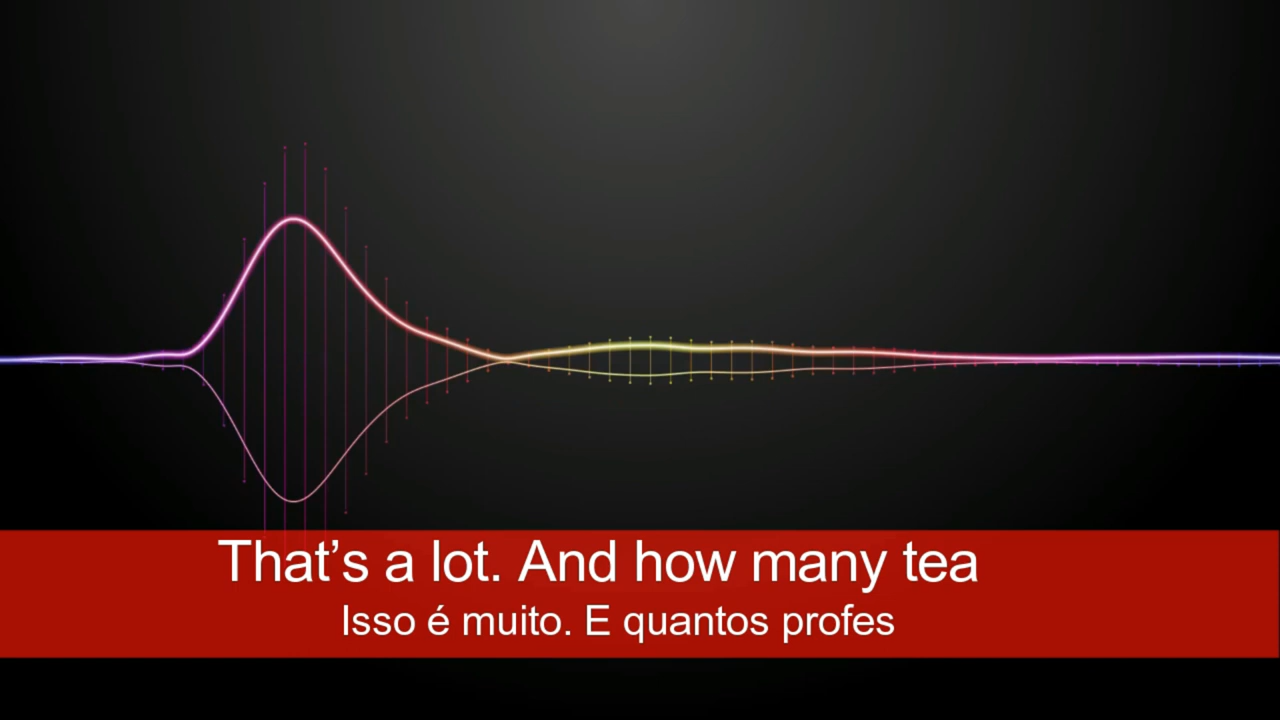 That’s a lot. And how many tea
Isso é muito. E quantos profes